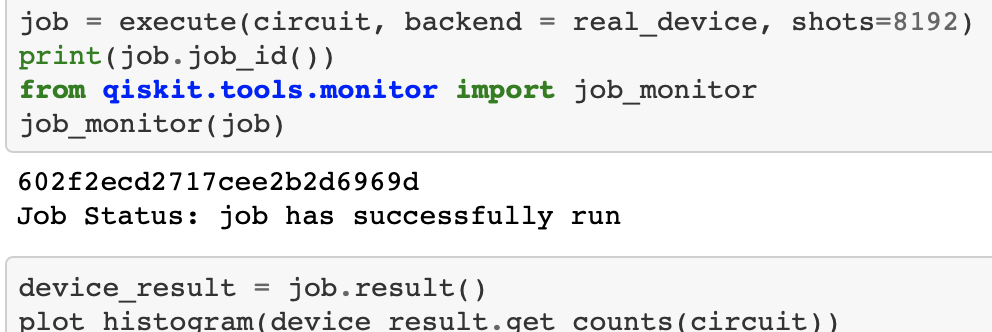 job = execute(circuit, backend = real_device, shots=8192)
print(job.job_id())
from qiskit.tools.monitor import job_monitor
job_monitor(job)
602f2ecd2717cee2b2d6969d
Job Status: job has successfully run
device_result = job.result()
plot_histogram(device_result.get_counts(circuit))